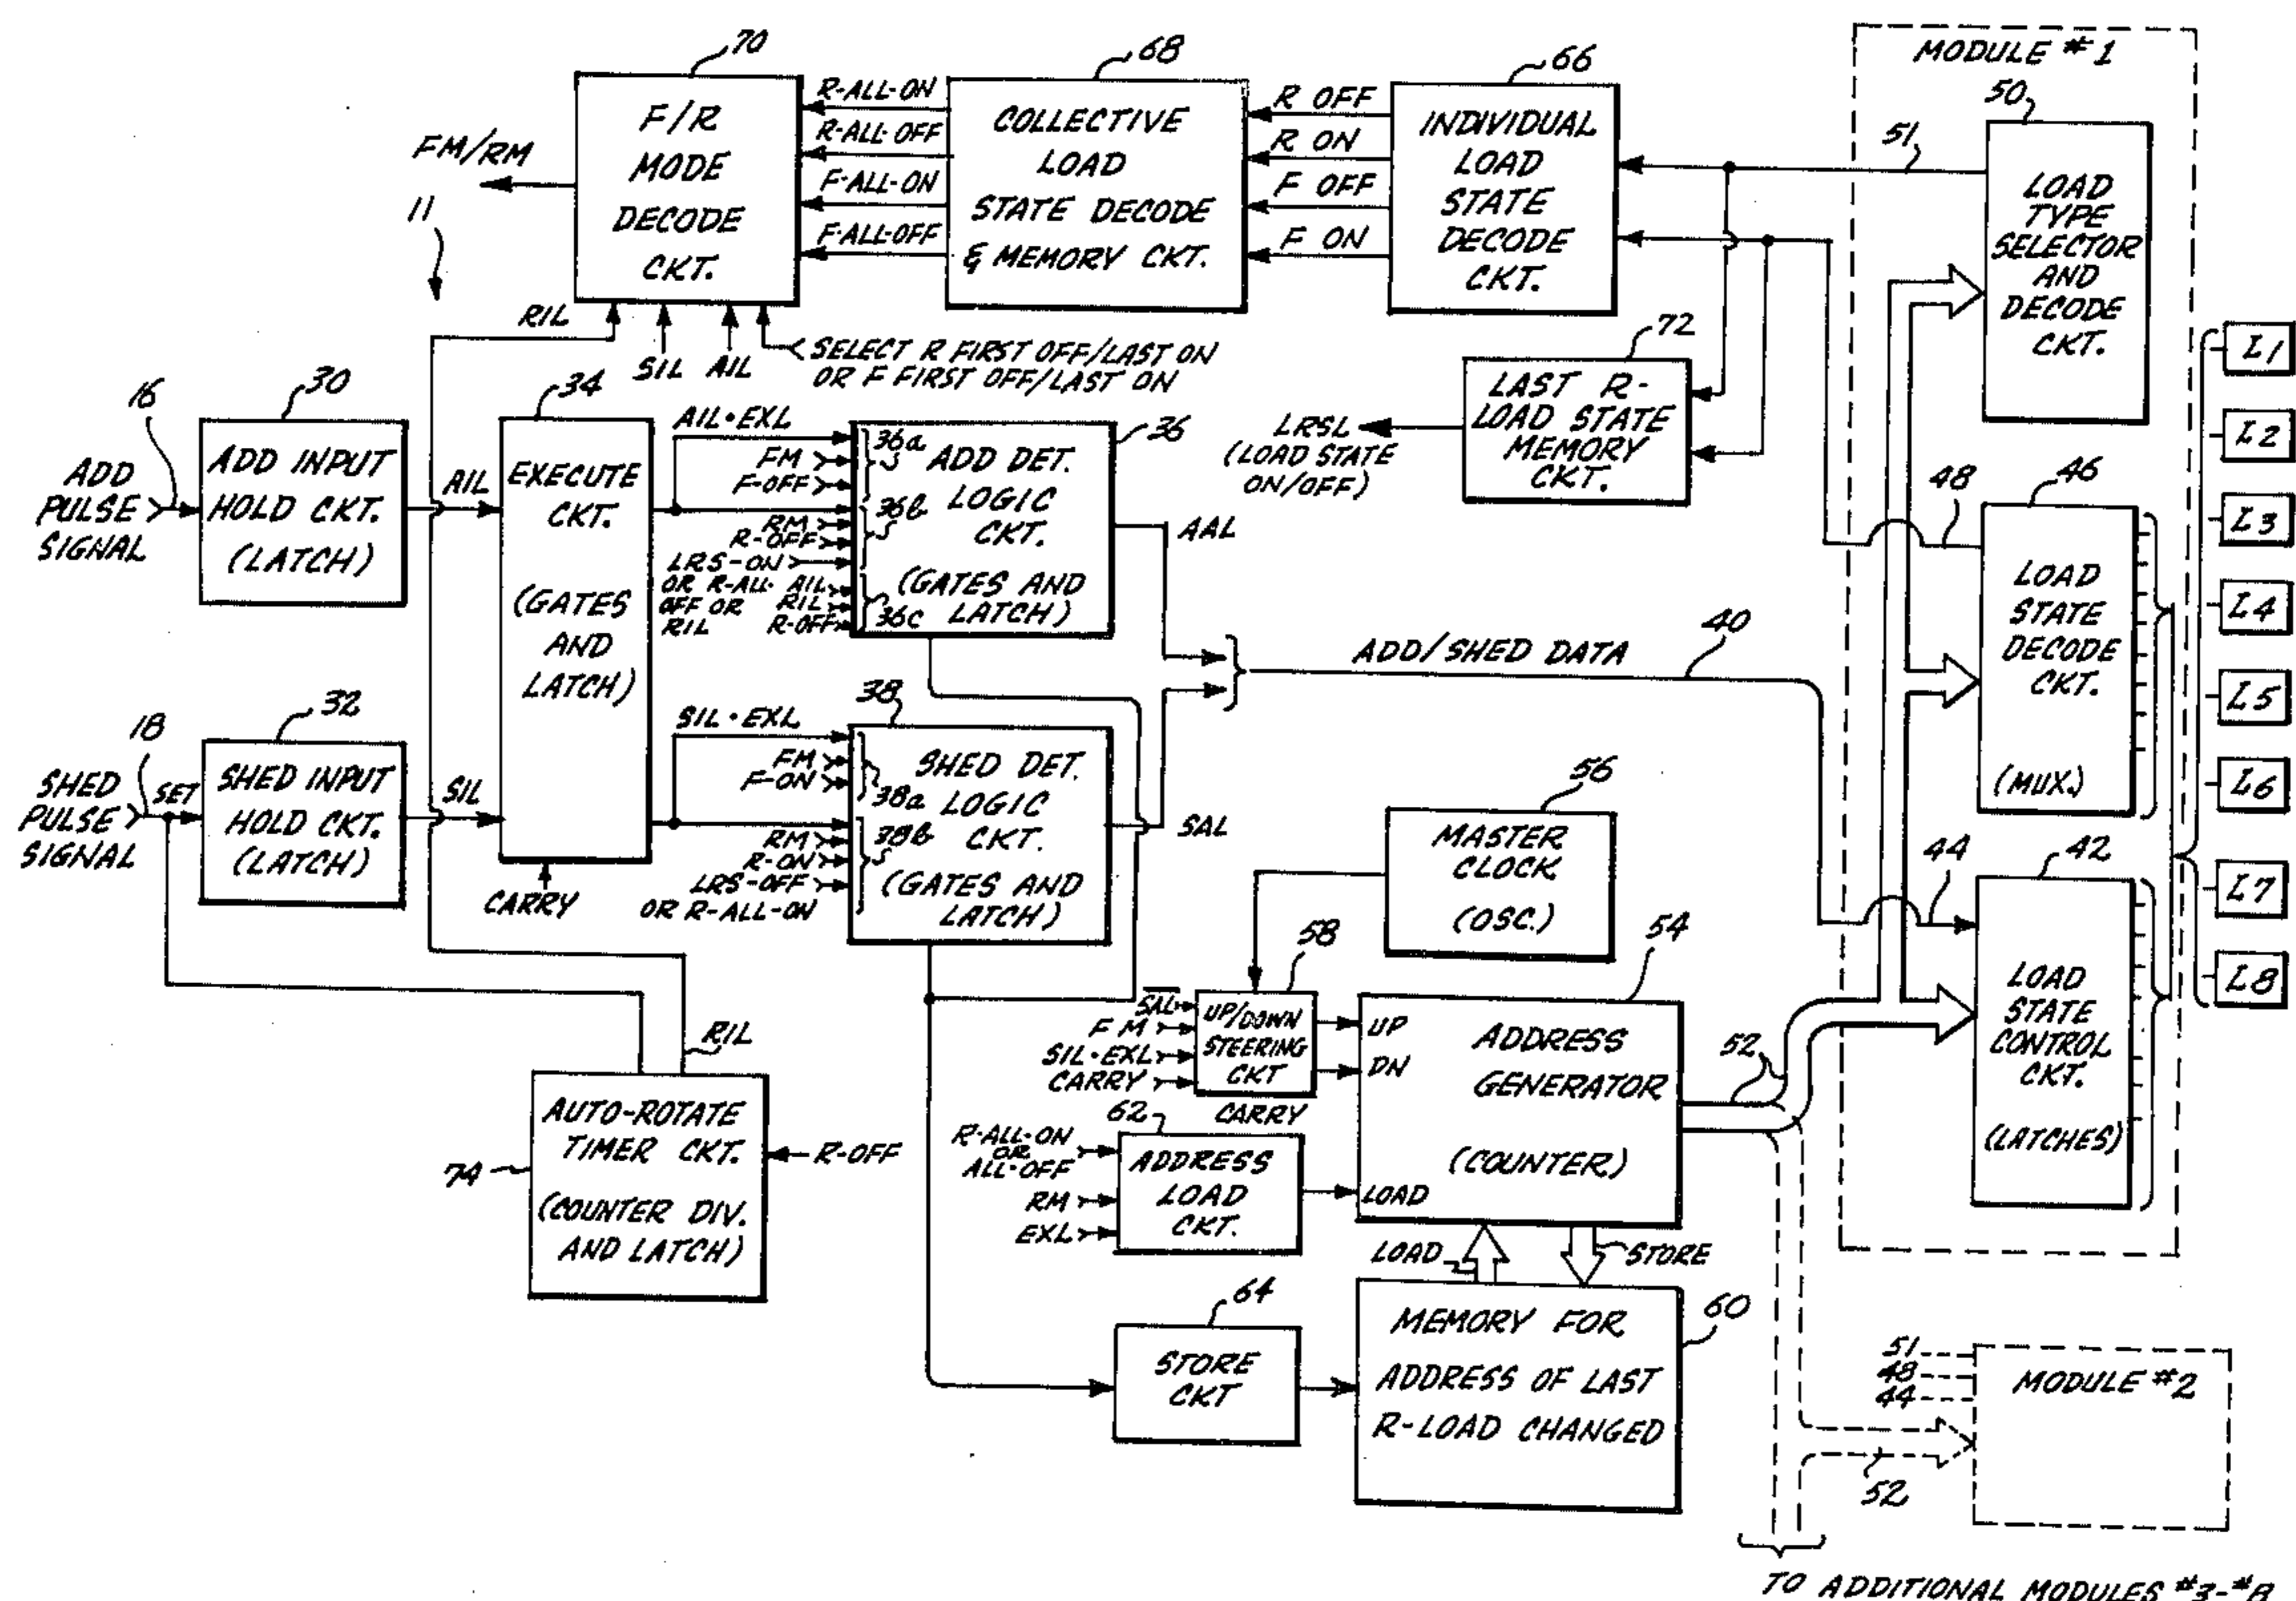 70
F/R
MODE
DECODE
CKT.
FM/RM
11
R-ALL-ON
R-ALL OFF
F-ALL-ON
F-ALL-OFF
68
COLLECTIVE
LOAD
STATE DECODE
& MEMORY CKT.
R OFF
R ON
F OFF
F ON
66
INDIVIDUAL
LOAD
STATE
DECODE
CKT.
MODULE #1
50
51
LOAD
TYPE
SELECTOR
AND
DECODE
CKT.
RIL
SIL AIL
SELECT R FIRST OFF/LAST ON
OR F FIRST OFF/LAST ON
72
LAST R-
LOAD STATE
MEMORY
CKT.
LRSL
(LOAD STATE
ON/OFF)
L1
L2
L3
L4
L5
L6
L7
L8
16
ADD
PULSE
SIGNAL
30
ADD INPUT
HOLD CKT.
(LATCH)
AIL
34
EXECUTE
CKT.
(GATES
AND
LATCH)
CARRY
AIL•EXL
FM
F-OFF
RM
R-OFF
LRS-ON
OR R-ALL- AIL
OFF OR RIL
RIL R-OFF
36a
36b
36c
36
ADD DET.
LOGIC
CKT.
(GATES AND
LATCH)
AAL
48
46
LOAD
STATE
DECODE
CKT.
(MUX.)
ADD/SHED DATA
40
18
SHED
PULSE
SIGNAL
SET
32
SHED INPUT
HOLD CKT.
(LATCH)
SIL
SIL•EXL
FM
F-ON
RM
R-ON
LRS-OFF
OR R-ALL-ON
38a
38b
38
SHED DET.
LOGIC
CKT.
(GATES AND
LATCH)
SAL
56
MASTER
CLOCK
(OSC.)
44
42
LOAD
STATE
CONTROL
CKT.
(LATCHES)
RIL
74
AUTO-ROTATE
TIMER CKT.
(COUNTER DIV.
AND LATCH)
R-OFF
58
SAL
FM
SIL•EXL
CARRY
UP/DOWN
STEERING
CKT
54
UP
DN
LOAD
ADDRESS
GENERATOR
(COUNTER)
52
62
CARRY
R-ALL-ON
OR
ALL-OFF
RM
EXL
ADDRESS
LOAD
CKT.
LOAD
STORE
64
STORE
CKT
60
MEMORY FOR
ADDRESS OF LAST
R-LOAD CHANGED
51
48
44
MODULE #2
52
TO ADDITIONAL MODULES #3-#8